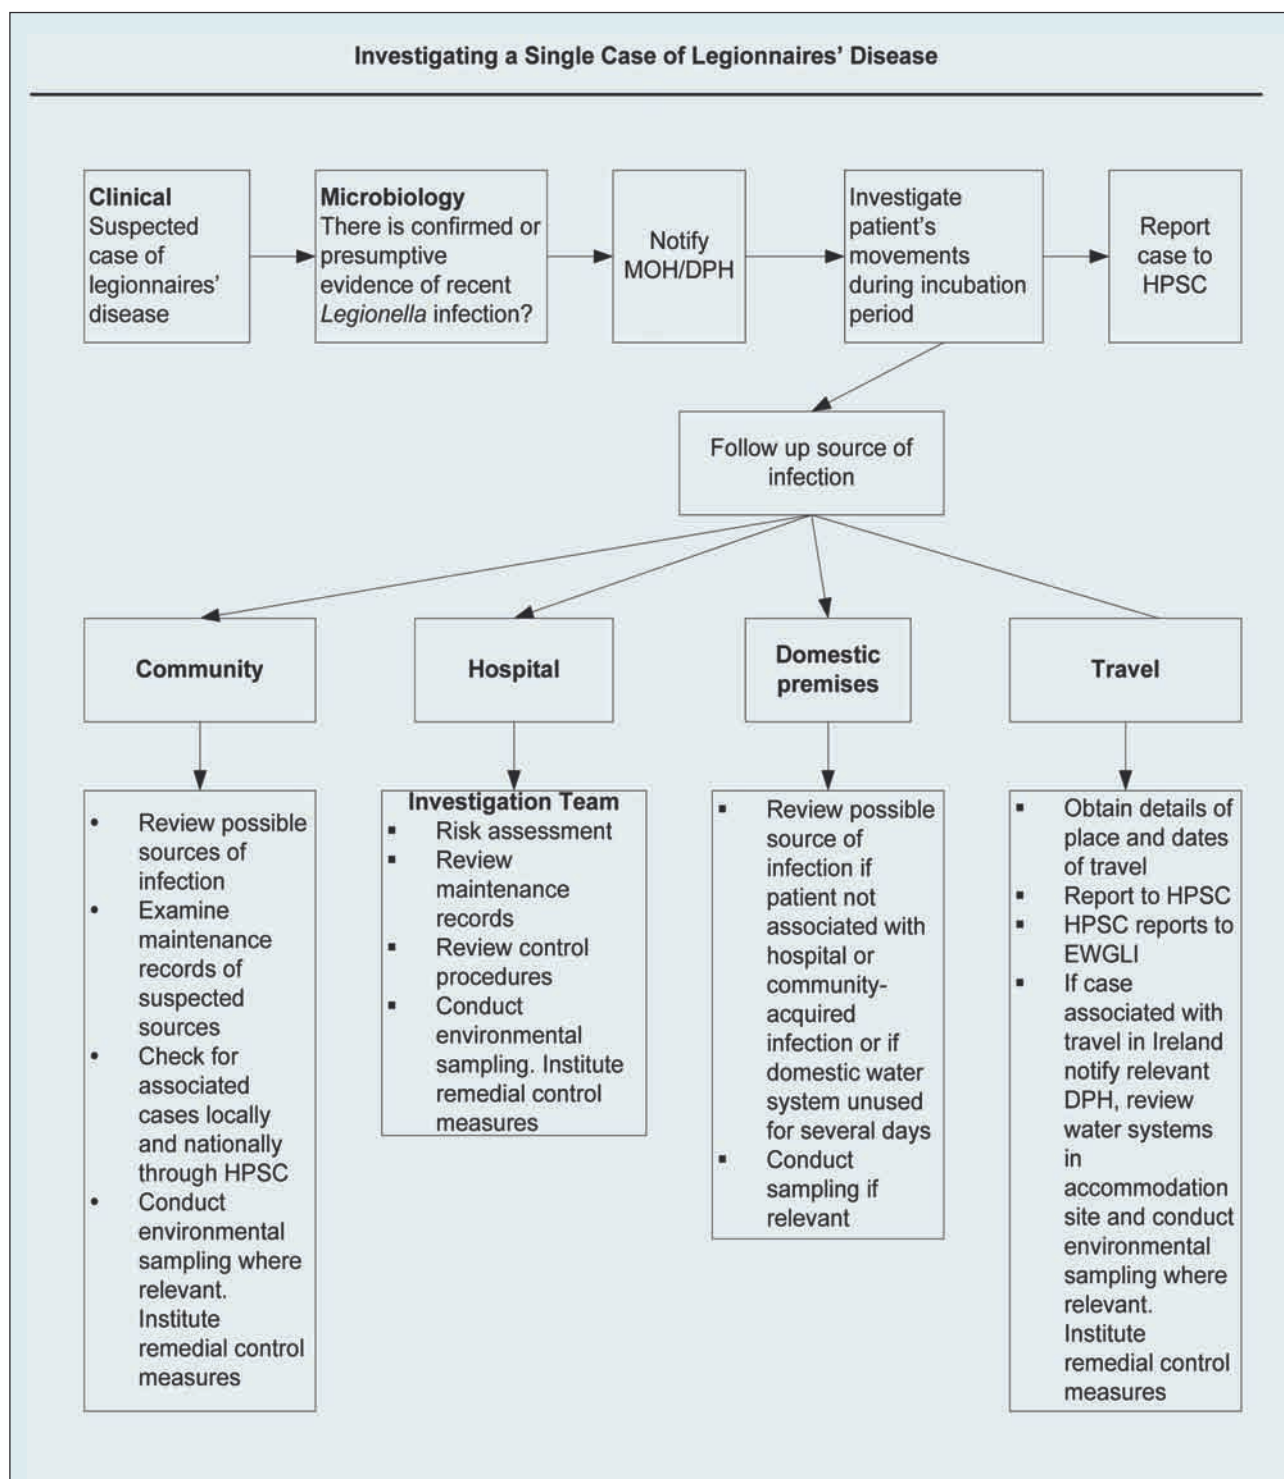 Investigating a Single Case of Legionnaires’ Disease
Clinical
Suspected
case of
legionnaires’
disease
Microbiology
There is confirmed or
presumptive
evidence of recent
Legionella infection?
Notify
MOH/DPH
Investigate
patient’s
movements
during incubation
period
Report
case to
HPSC
Follow up source of
infection
Community
Hospital
Domestic
premises
Travel
• Review possible
sources of
infection
• Examine
maintenance
records of
suspected
sources
• Check for
associated
cases locally
and nationally
through HPSC
• Conduct
environmental
sampling where
relevant.
Institute
remedial control
measures
Investigation Team
▪ Risk assessment
▪ Review
maintenance
records
▪ Review control
procedures
▪ Conduct
environmental
sampling. Institute
remedial control
measures
▪ Review possible
source of
infection if
patient not
associated with
hospital or
community-
acquired
infection or if
domestic water
system unused
for several days
▪ Conduct
sampling if
relevant
▪ Obtain details of
place and dates
of travel
▪ Report to HPSC
▪ HPSC reports to
EWGLI
▪ If case
associated with
travel in Ireland
notify relevant
DPH, review
water systems
in
accommodation
site and conduct
environmental
sampling where
relevant.
Institute
remedial control
measures